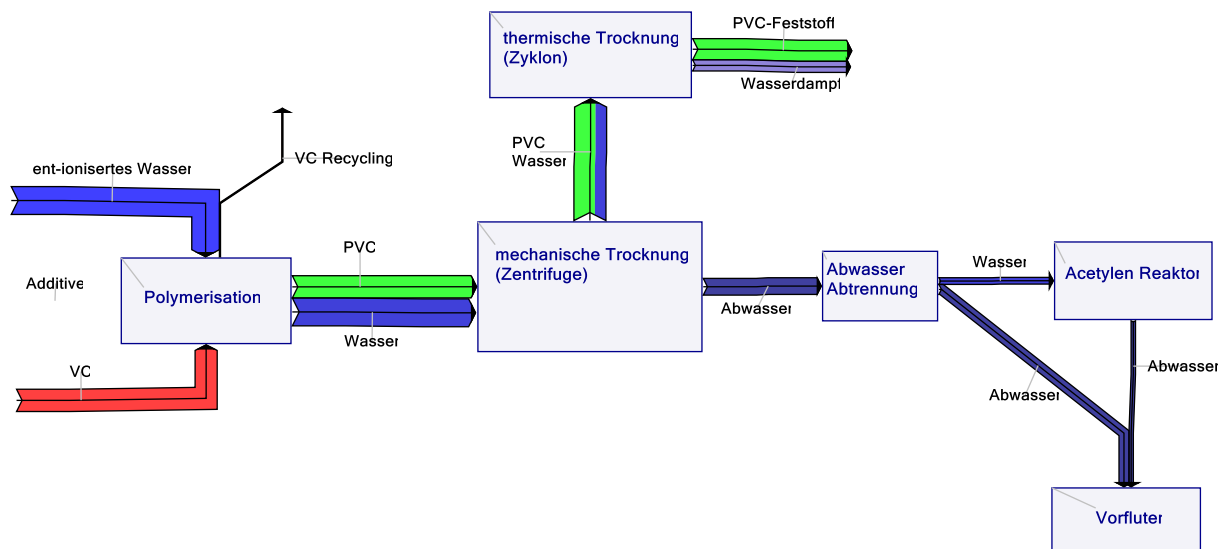 PVC-Feststoff
thermische Trocknung
(Zyklon)
Wasserdampf
PVC
Wasser
VC Recycling
ent-ionisertes Wasser
PVC
mechanische Trocknung
(Zentrifuge)
Additive
Polymerisation
Wasser
VC
Abwasser
Abwasser
Abtrennung
Wasser
Acetylen Reaktor
Abwasser
Abwasser
Vorfluter